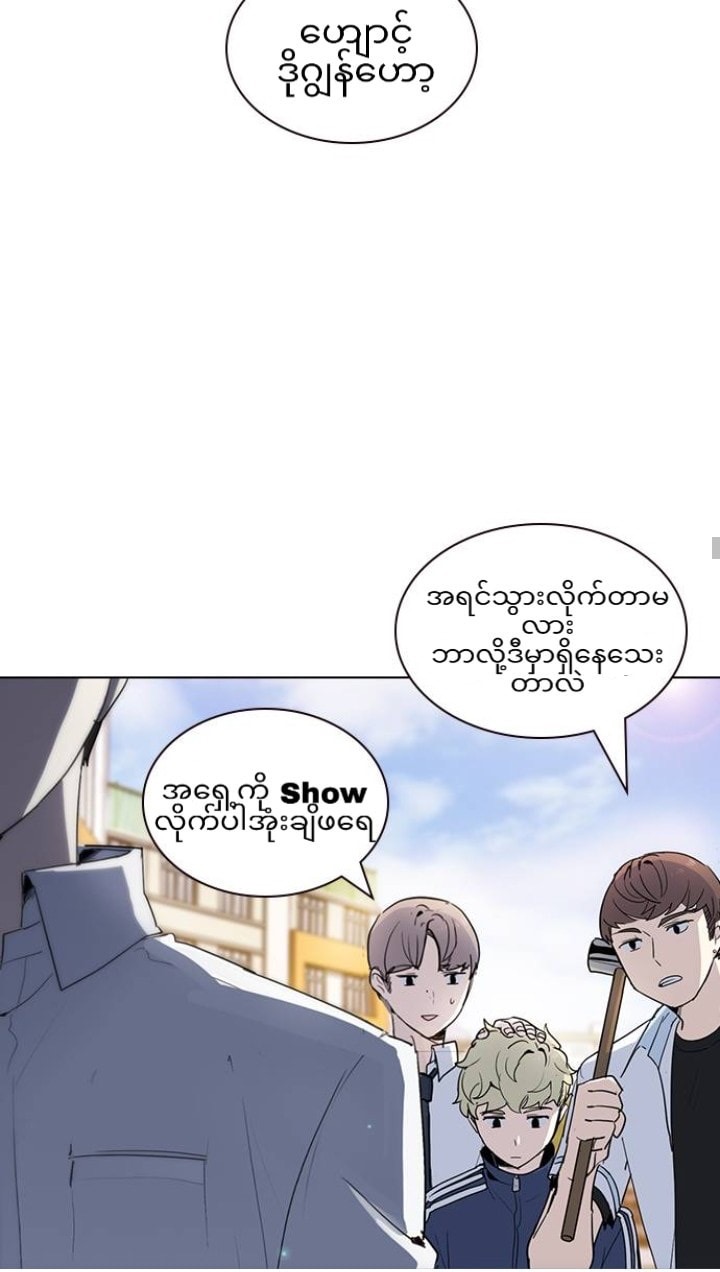 ဟျောင့်
ဒိုဂျွန်ဟော့
အရင်သွားလိုက်တာမ
လား
ဘာလို့ဒီမှာရှိနေသေး
တာလဲ
အရှေ့ကို Show
လိုက်ပါအုံးချိဖရေ